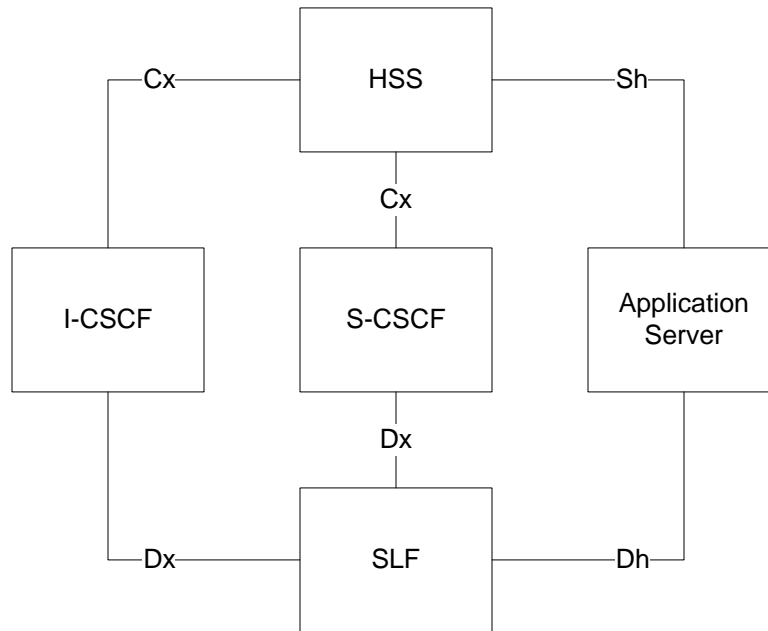 Cx
HSS
Sh
Cx
I-CSCF
S-CSCF
Application
Server
Dx
Dx
SLF
Dh